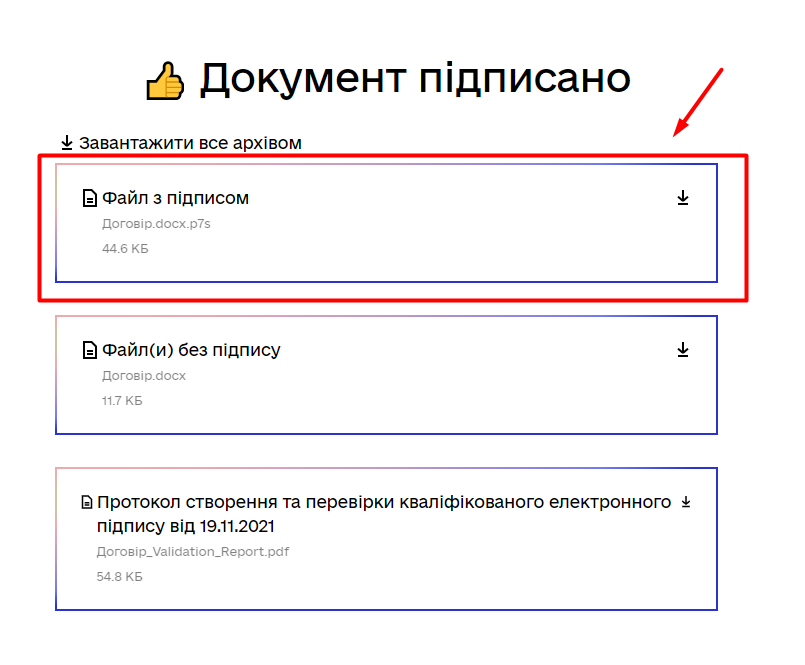 Документ підписано
Завантажити все архівом
Файл з підписом
Договір.docx.p7s
44.6 КБ
Файл(и) без підпису
Договір.docx
11.7 КБ
Протокол створення та перевірки кваліфікованого електронного
підпису від 19.11.2021
Договір_Validation_Report.pdf
54.8 КБ